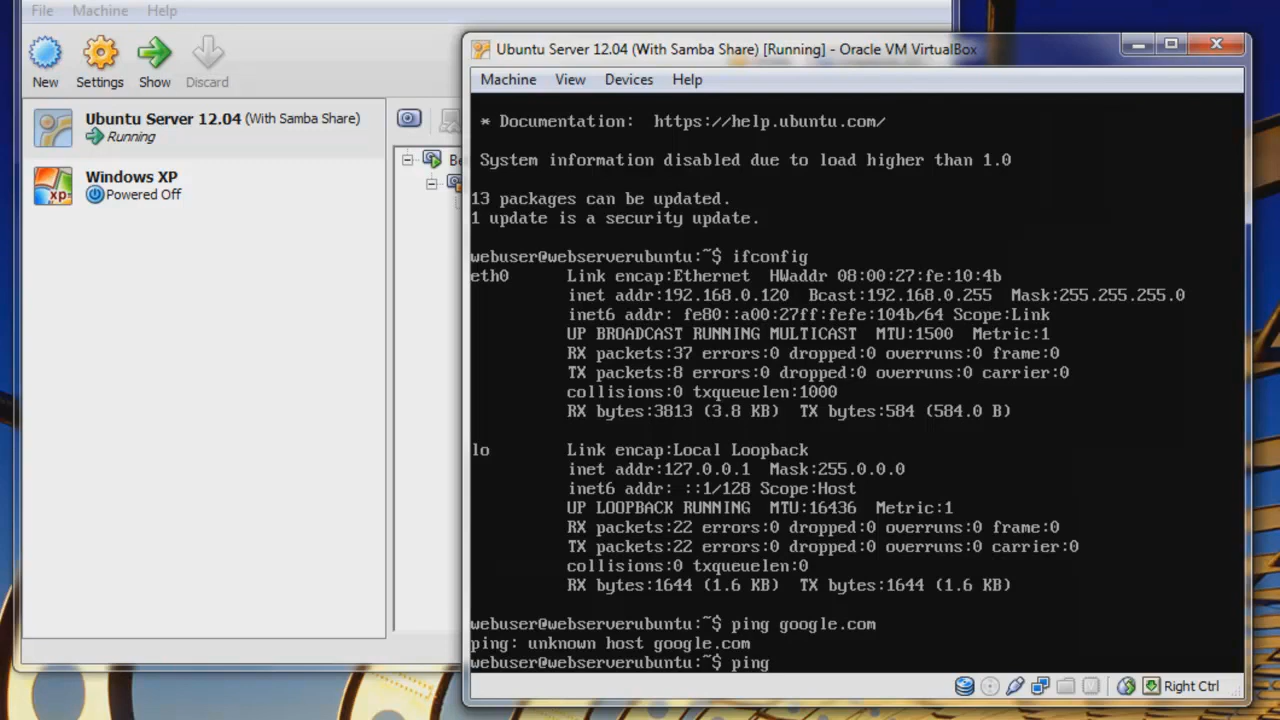 File Machine Help
New Settings Show Discard
Ubuntu Server 12.04 (With Samba Share)
Running
Windows XP
xp
Powered Off
Ubuntu Server 12.04 (With Samba Share) [Running] - Oracle VM VirtualBox
Machine View Devices Help
* Documentation: https://help.ubuntu.com/
System information disabled due to load higher than 1.0
13 packages can be updated.
1 update is a security update.
webuser@webserverubuntu:~$ ifconfig
eth0 Link encap:Ethernet HWaddr 08:00:27:fe:10:4b
inet addr:192.168.0.120 Bcast:192.168.0.255 Mask:255.255.255.0
inet6 addr: fe80::a00:27ff:fefe:104b/64 Scope:Link
UP BROADCAST RUNNING MULTICAST MTU:1500 Metric:1
RX packets:37 errors:0 dropped:0 overruns:0 frame:0
TX packets:8 errors:0 dropped:0 overruns:0 carrier:0
collisions:0 txqueuelen:1000
RX bytes:3813 (3.8 KB) TX bytes:584 (584.0 B)
lo Link encap:Local Loopback
inet addr:127.0.0.1 Mask:255.0.0.0
inet6 addr: ::1/128 Scope:Host
UP LOOPBACK RUNNING MTU:16436 Metric:1
RX packets:22 errors:0 dropped:0 overruns:0 frame:0
TX packets:22 errors:0 dropped:0 overruns:0 carrier:0
collisions:0 txqueuelen:0
RX bytes:1644 (1.6 KB) TX bytes:1644 (1.6 KB)
webuser@webserverubuntu:~$ ping google.com
ping: unknown host google.com
webuser@webserverubuntu:~$ ping
Right Ctrl